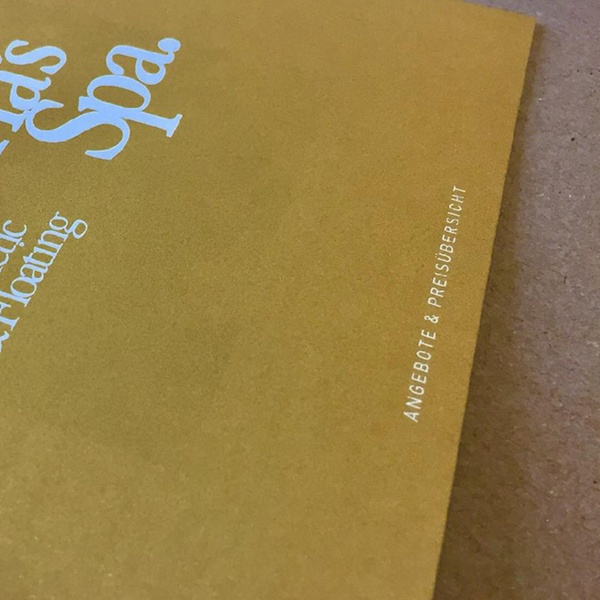 Spa.
Floating
ANGEBOTE & PREISÜBERSICHT